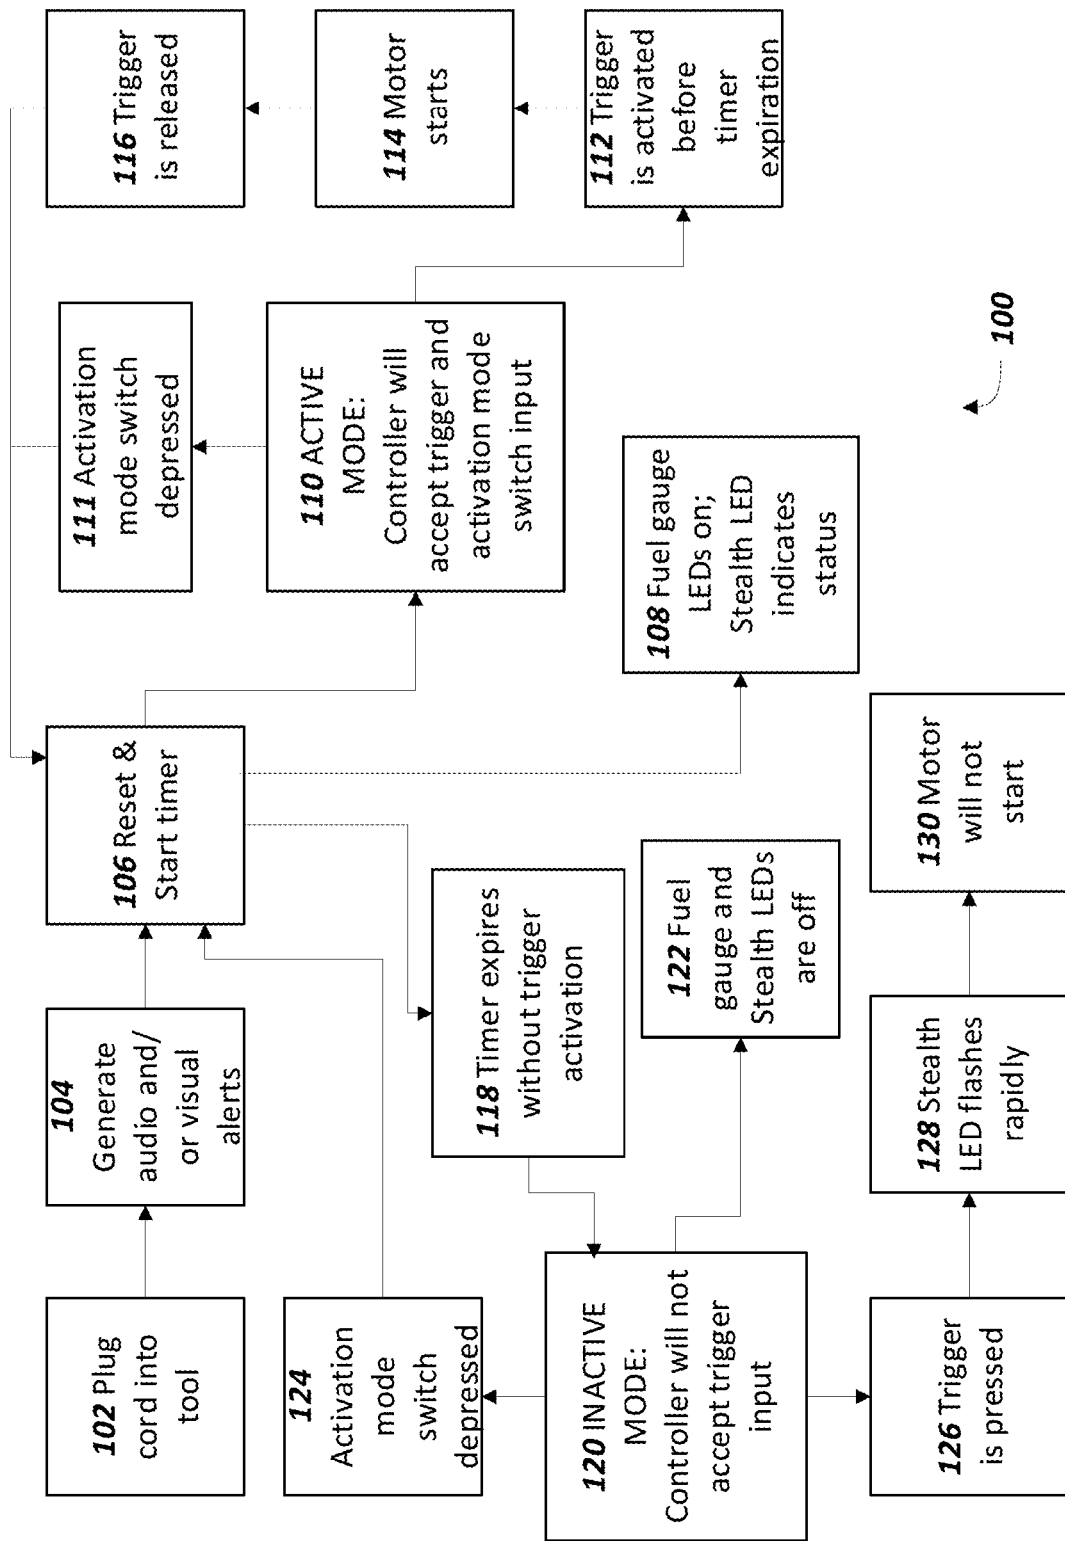 102 Plug
cord into
tool
104
Generate
audio and/
or visual
alerts
106 Reset &
Start timer
111 Activation
mode switch
depressed
116 Trigger
is released
124
Activation
mode
switch
depressed
118 Timer expires
without trigger
activation
110 ACTIVE
MODE:
Controller will
accept trigger and
activation mode
switch input
114 Motor
starts
120 INACTIVE
MODE:
Controller will not
accept trigger
input
122 Fuel
gauge and
Stealth LEDs
are off
108 Fuel gauge
LEDs on;
Stealth LED
indicates
status
112 Trigger
is activated
before
timer
expiration
126 Trigger
is pressed
128 Stealth
LED flashes
rapidly
130 Motor
will not
start
100